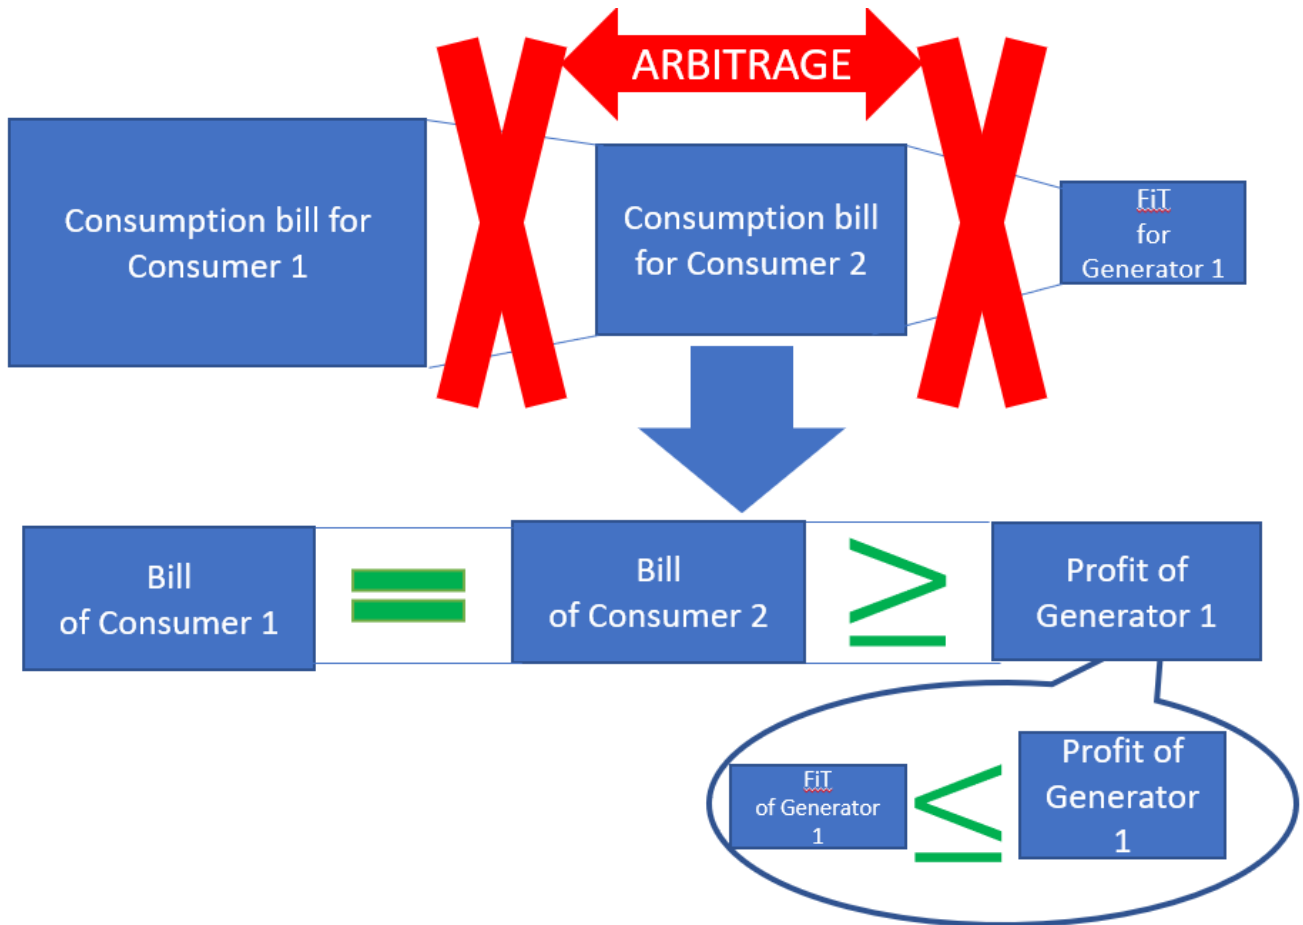 ARBITRAGE
Consumption bill for
Consumer 1
Consumption bill
for Consumer 2
FiT
for
Generator 1
Bill
of Consumer 1
=
Bill
of Consumer 2
≥
Profit of
Generator 1
FiT
of Generator
1
≤
Profit of
Generator
1